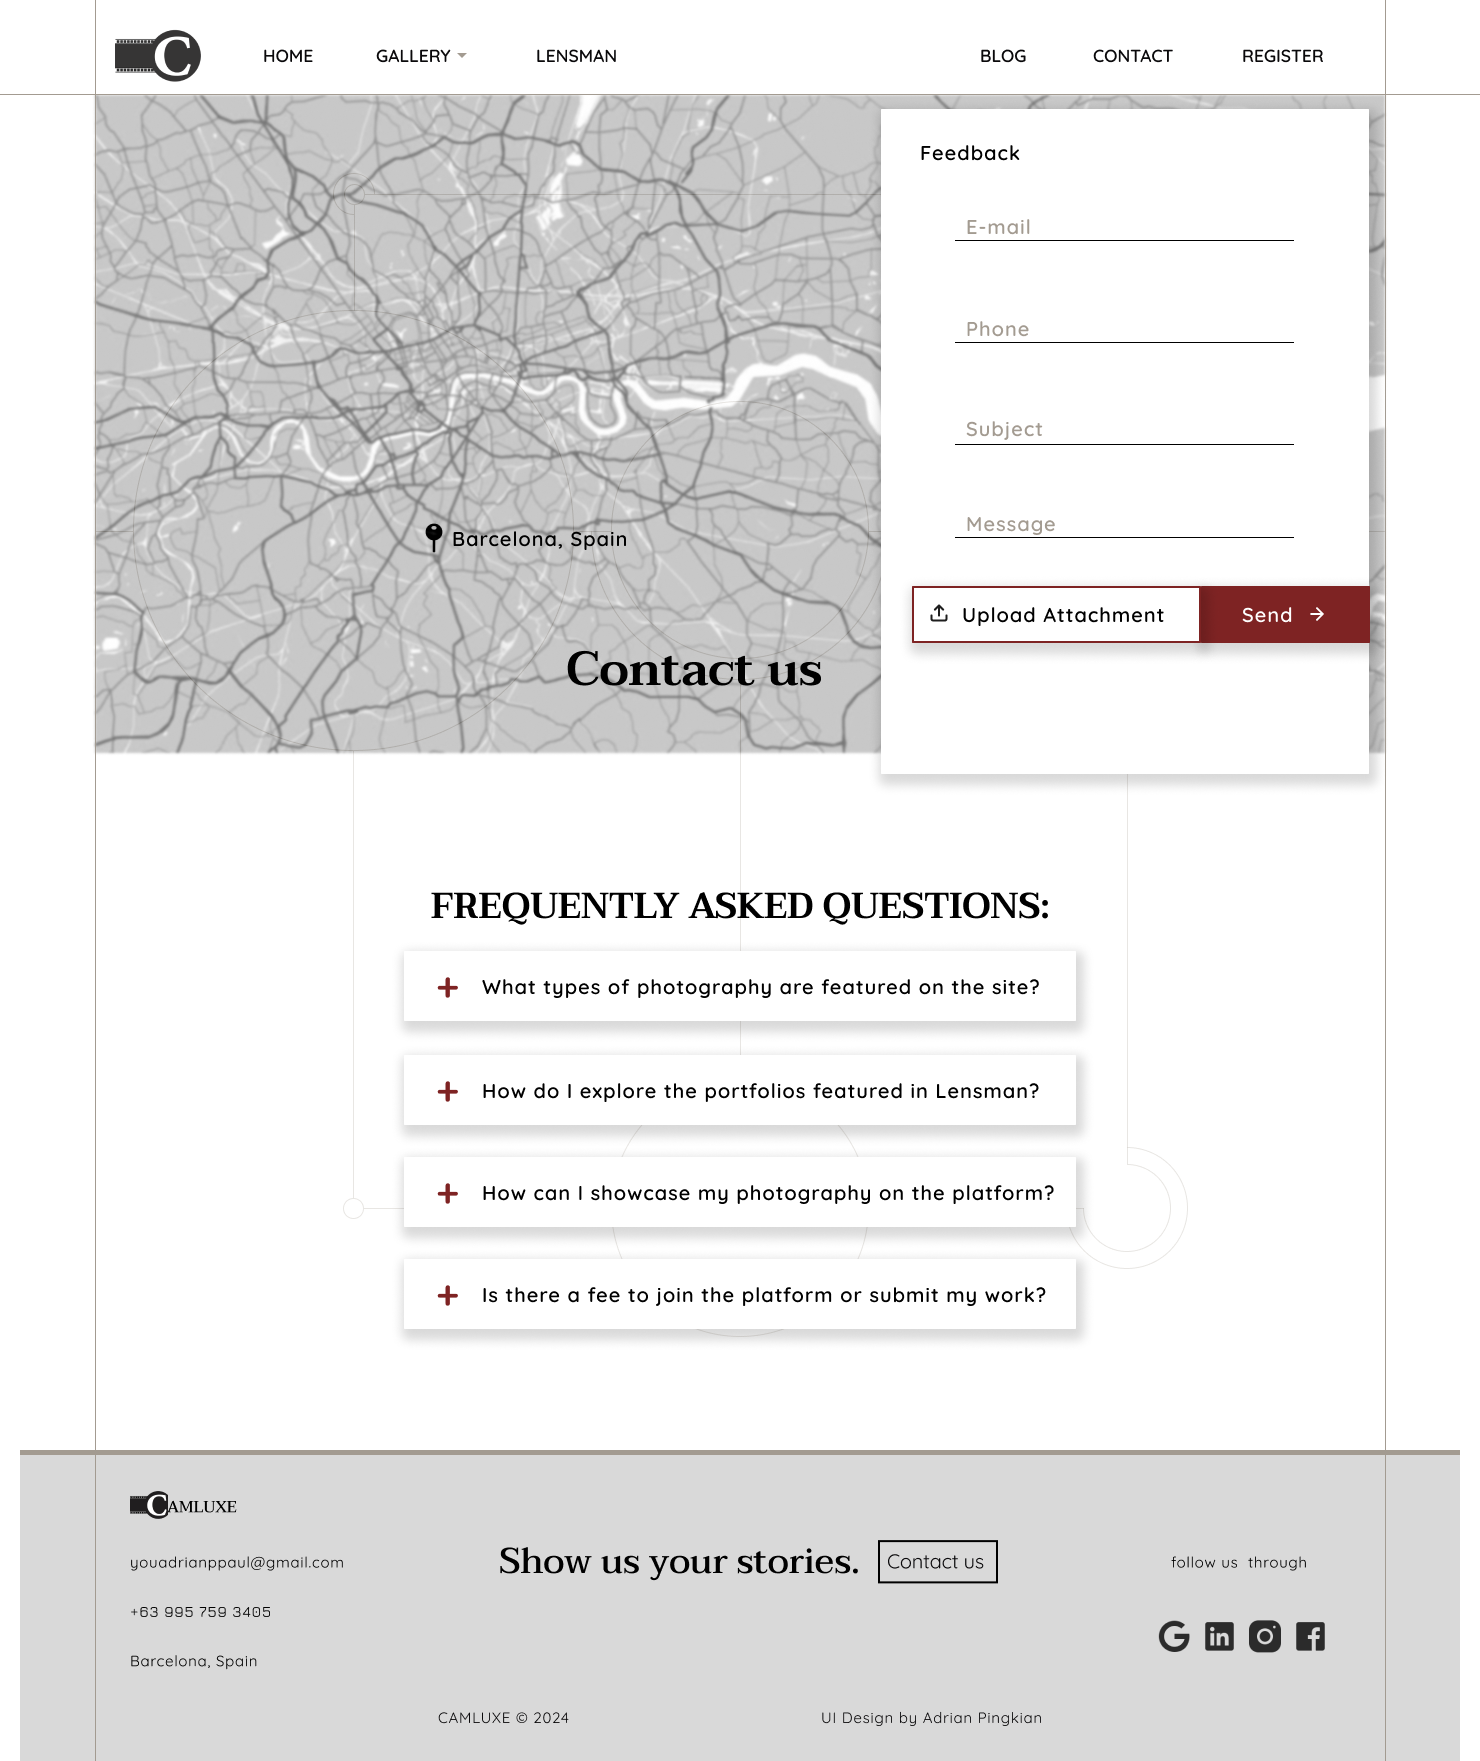 C
HOME
GALLERY
LENSMAN
BLOG
CONTACT
REGISTER
Feedback
E-mail
Phone
Subject
Message
Upload Attachment
Send
Barcelona, Spain
Contact us
FREQUENTLY ASKED QUESTIONS:
What types of photography are featured on the site?
How do I explore the portfolios featured in Lensman?
How can I showcase my photography on the platform?
Is there a fee to join the platform or submit my work?
CAMLUXE
youadrianppaul@gmail.com
+63 995 759 3405
Barcelona, Spain
Show us your stories.
Contact us
follow us through
CAMLUXE © 2024
UI Design by Adrian Pingkian